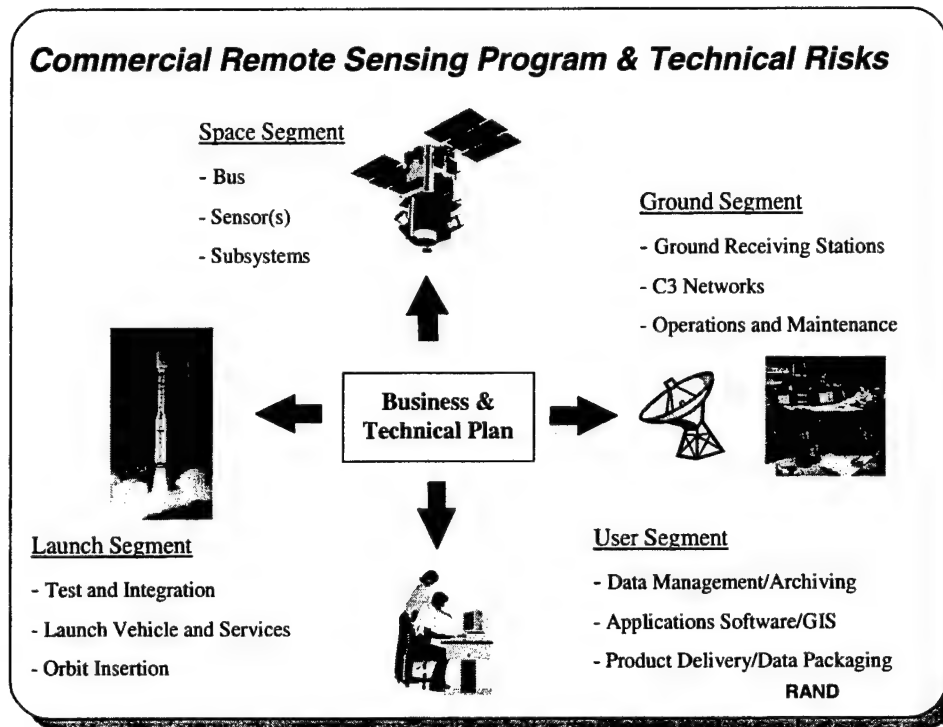 Commercial Remote Sensing Program & Technical Risks
Space Segment
- Bus
- Sensor(s)
- Subsystems
Ground Segment
- Ground Receiving Stations
- C3 Networks
- Operations and Maintenance
Business &
Technical Plan
Launch Segment
- Test and Integration
- Launch Vehicle and Services
- Orbit Insertion
User Segment
- Data Management/Archiving
- Applications Software/GIS
- Product Delivery/Data Packaging
RAND